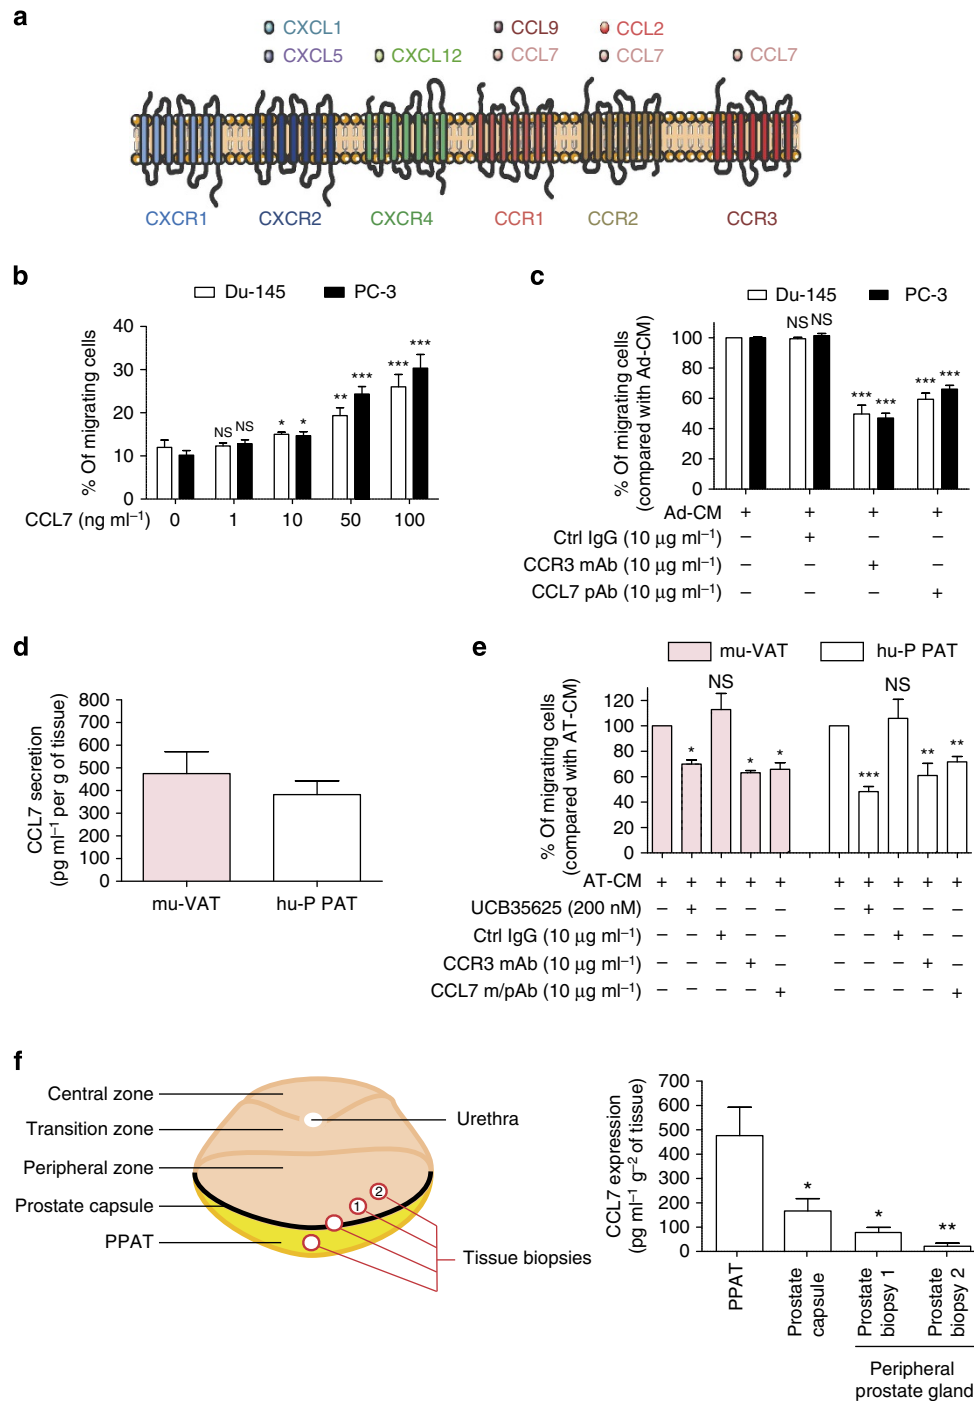 a
CXCL1
CCL9
CCL2
CXCL5
CXCL12
CCL7
CCL7
CCL7
CXCR1
CXCR2
CXCR4
CCR1
CCR2
CCR3
b
Du-145
PC-3
% Of migrating cells
40
30
20
10
0
NS
NS
*
*
**
***
***
***
CCL7 (ng ml⁻¹)
0
1
10
50
100
c
Du-145
PC-3
% Of migrating cells
(compared with Ad-CM)
100
80
60
40
20
0
NS
NS
***
***
***
***
Ad-CM + + + +
Ctrl IgG (10 µg ml⁻¹) – + – –
CCR3 mAb (10 µg ml⁻¹) – – + –
CCL7 pAb (10 µg ml⁻¹) – – – +
d
CCL7 secretion
(pg ml⁻¹ per g of tissue)
800
700
600
500
400
300
200
100
0
mu-VAT
hu-P PAT
e
mu-VAT
hu-P PAT
% Of migrating cells
(compared with AT-CM)
120
100
80
60
40
20
0
*
NS
*
*
***
NS
**
**
AT-CM + + + + + + + + + +
UCB35625 (200 nM) – + – – – – + – – –
Ctrl IgG (10 µg ml⁻¹) – – + – – – – + – –
CCR3 mAb (10 µg ml⁻¹) – – – + – – – – + –
CCL7 m/pAb (10 µg ml⁻¹) – – – – + – – – – +
f
Central zone
Transition zone
Peripheral zone
Prostate capsule
PPAT
Urethra
2
1
Tissue biopsies
CCL7 expression
(pg ml⁻¹ g⁻² of tissue)
700
600
500
400
300
200
100
0
*
*
**
PPAT
Prostate
capsule
Prostate
biopsy 1
Prostate
biopsy 2
Peripheral
prostate gland